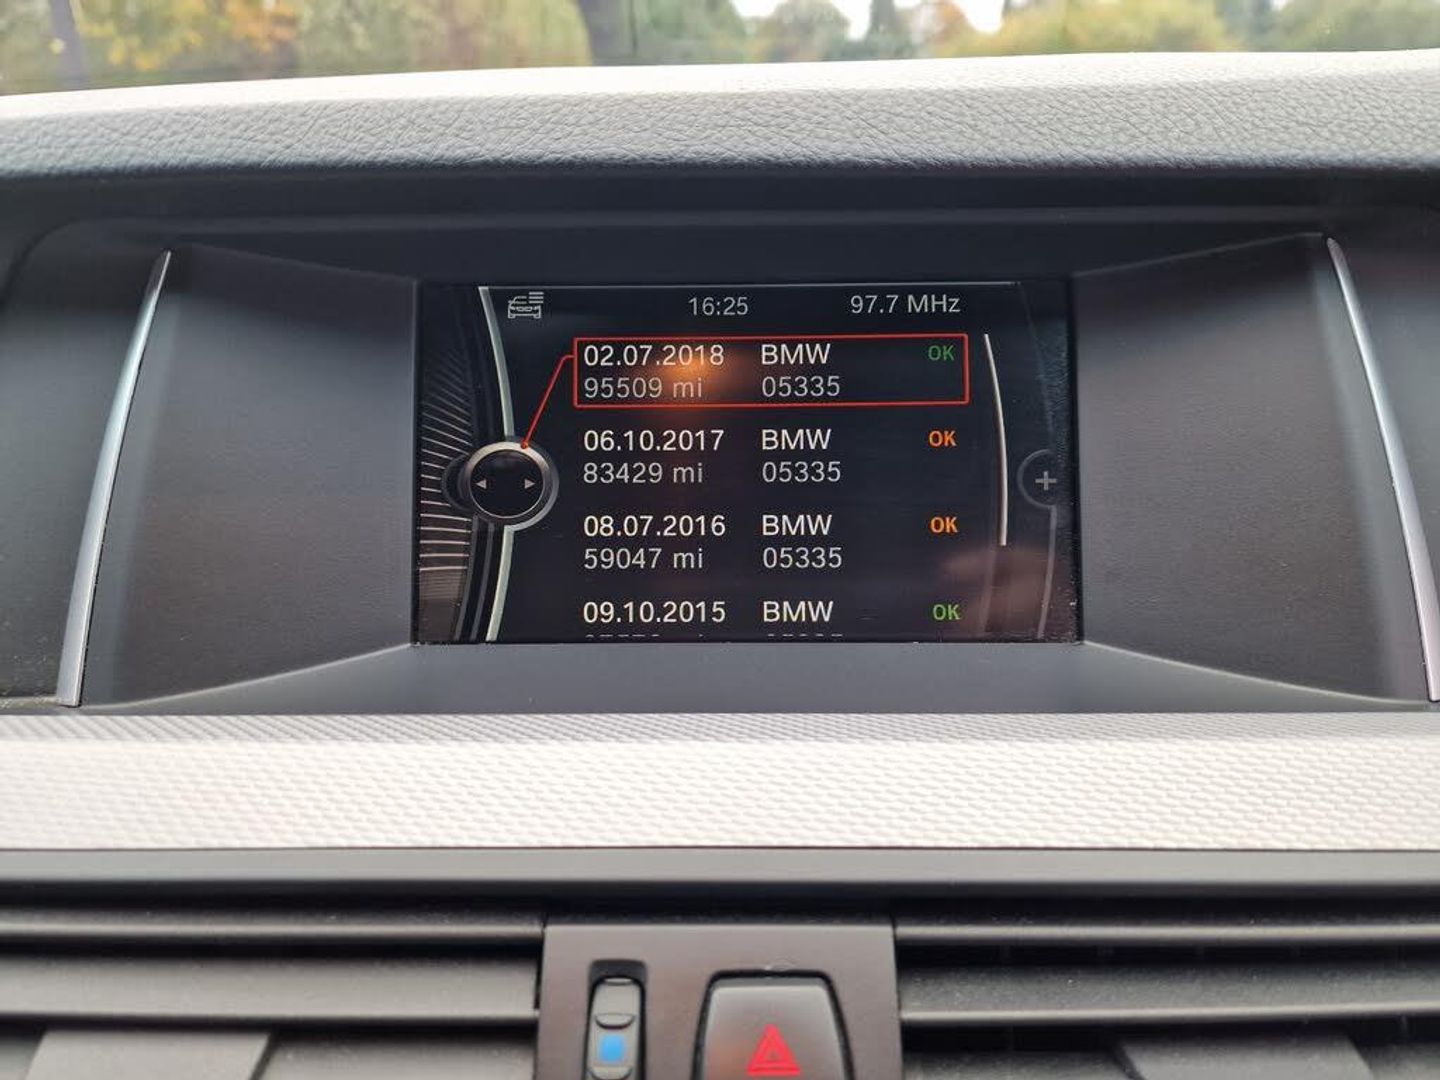 16:25 97.7 MHz
02.07.2018 BMW OK
95509 mi 05335
06.10.2017 BMW OK
83429 mi 05335
08.07.2016 BMW OK
59047 mi 05335
09.10.2015 BMW OK